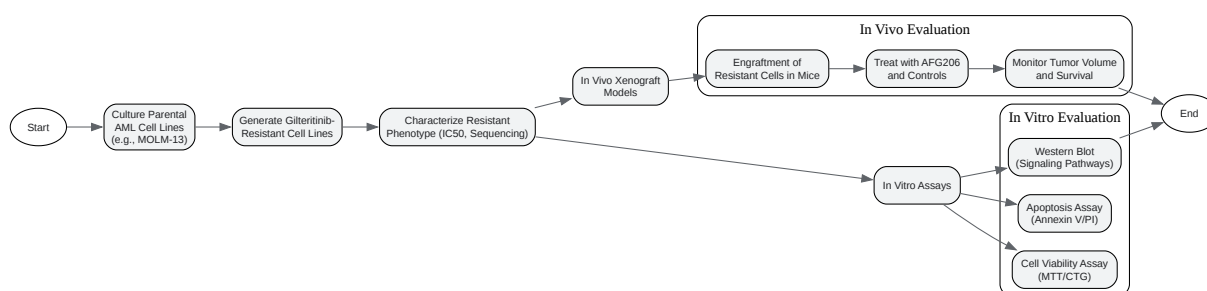 Start
Culture Parental
AML Cell Lines
(e.g., MOLM-13)
Generate Gilteritinib-
Resistant Cell Lines
Characterize Resistant
Phenotype (IC50, Sequencing)
In Vivo Xenograft
Models
In Vivo Evaluation
Engraftment of
Resistant Cells in Mice
Treat with AFG206
and Controls
Monitor Tumor Volume
and Survival
End
In Vitro Assays
In Vitro Evaluation
Western Blot
(Signaling Pathways)
Apoptosis Assay
(Annexin V/PI)
Cell Viability Assay
(MTT/CTG)